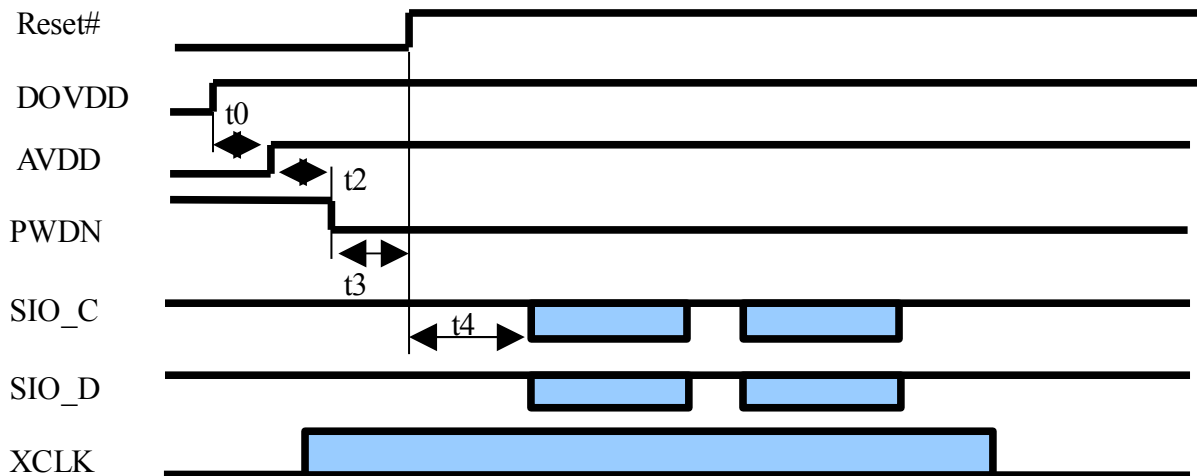 Reset#
DOVDD
t0
AVDD
t2
PWDN
t3
SIO_C
t4
SIO_D
XCLK